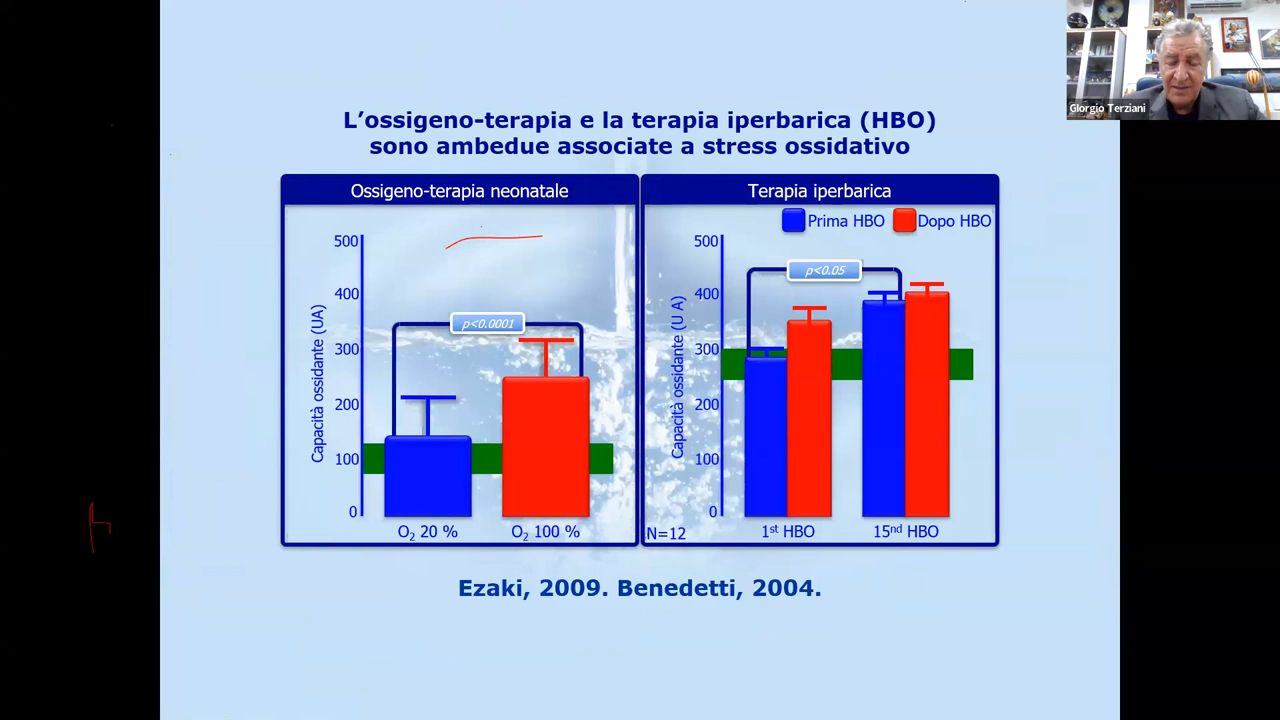 GIorgio Terziani
L'ossigeno-terapia e la terapia iperbarica (HBO)
sono ambedue associate a stress ossidativo
Ossigeno-terapia neonatale
500
400
300
200
100
0
Capacità ossidante (UA)
p<0.0001
O2 20 %
O2 100 %
Terapia iperbarica
Prima HBO
Dopo HBO
500
400
300
200
100
0
Capacità ossidante (U A)
p<0.05
N=12
1st HBO
15nd HBO
Ezaki, 2009. Benedetti, 2004.